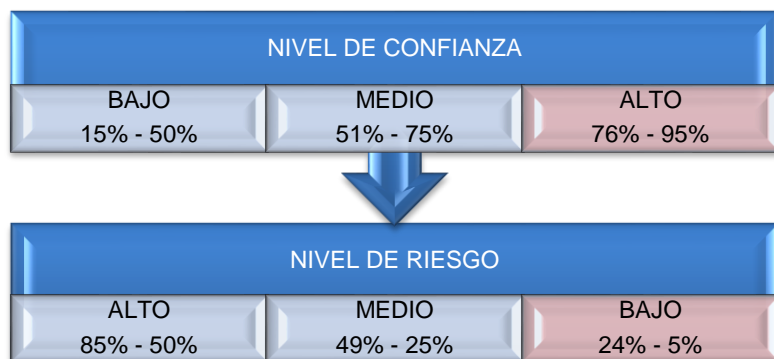 NIVEL DE CONFIANZA
BAJO MEDIO ALTO
15% - 50% 51% - 75% 76% - 95%
NIVEL DE RIESGO
ALTO MEDIO BAJO
85% - 50% 49% - 25% 24% - 5%